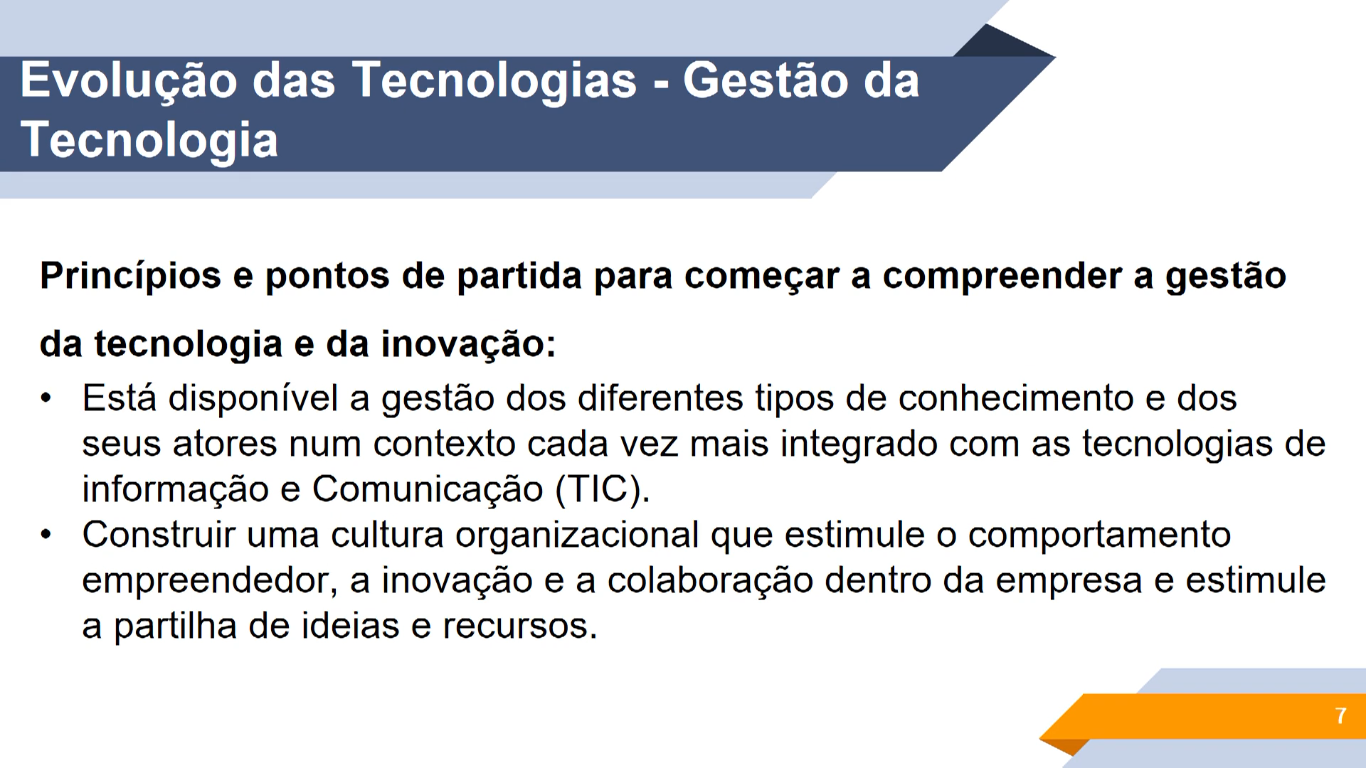 Evolução das Tecnologias - Gestão da
Tecnologia
Princípios e pontos de partida para começar a compreender a gestão
da tecnologia e da inovação:
• Está disponível a gestão dos diferentes tipos de conhecimento e dos
seus atores num contexto cada vez mais integrado com as tecnologias de
informação e Comunicação (TIC).
• Construir uma cultura organizacional que estimule o comportamento
empreendedor, a inovação e a colaboração dentro da empresa e estimule
a partilha de ideias e recursos.
7